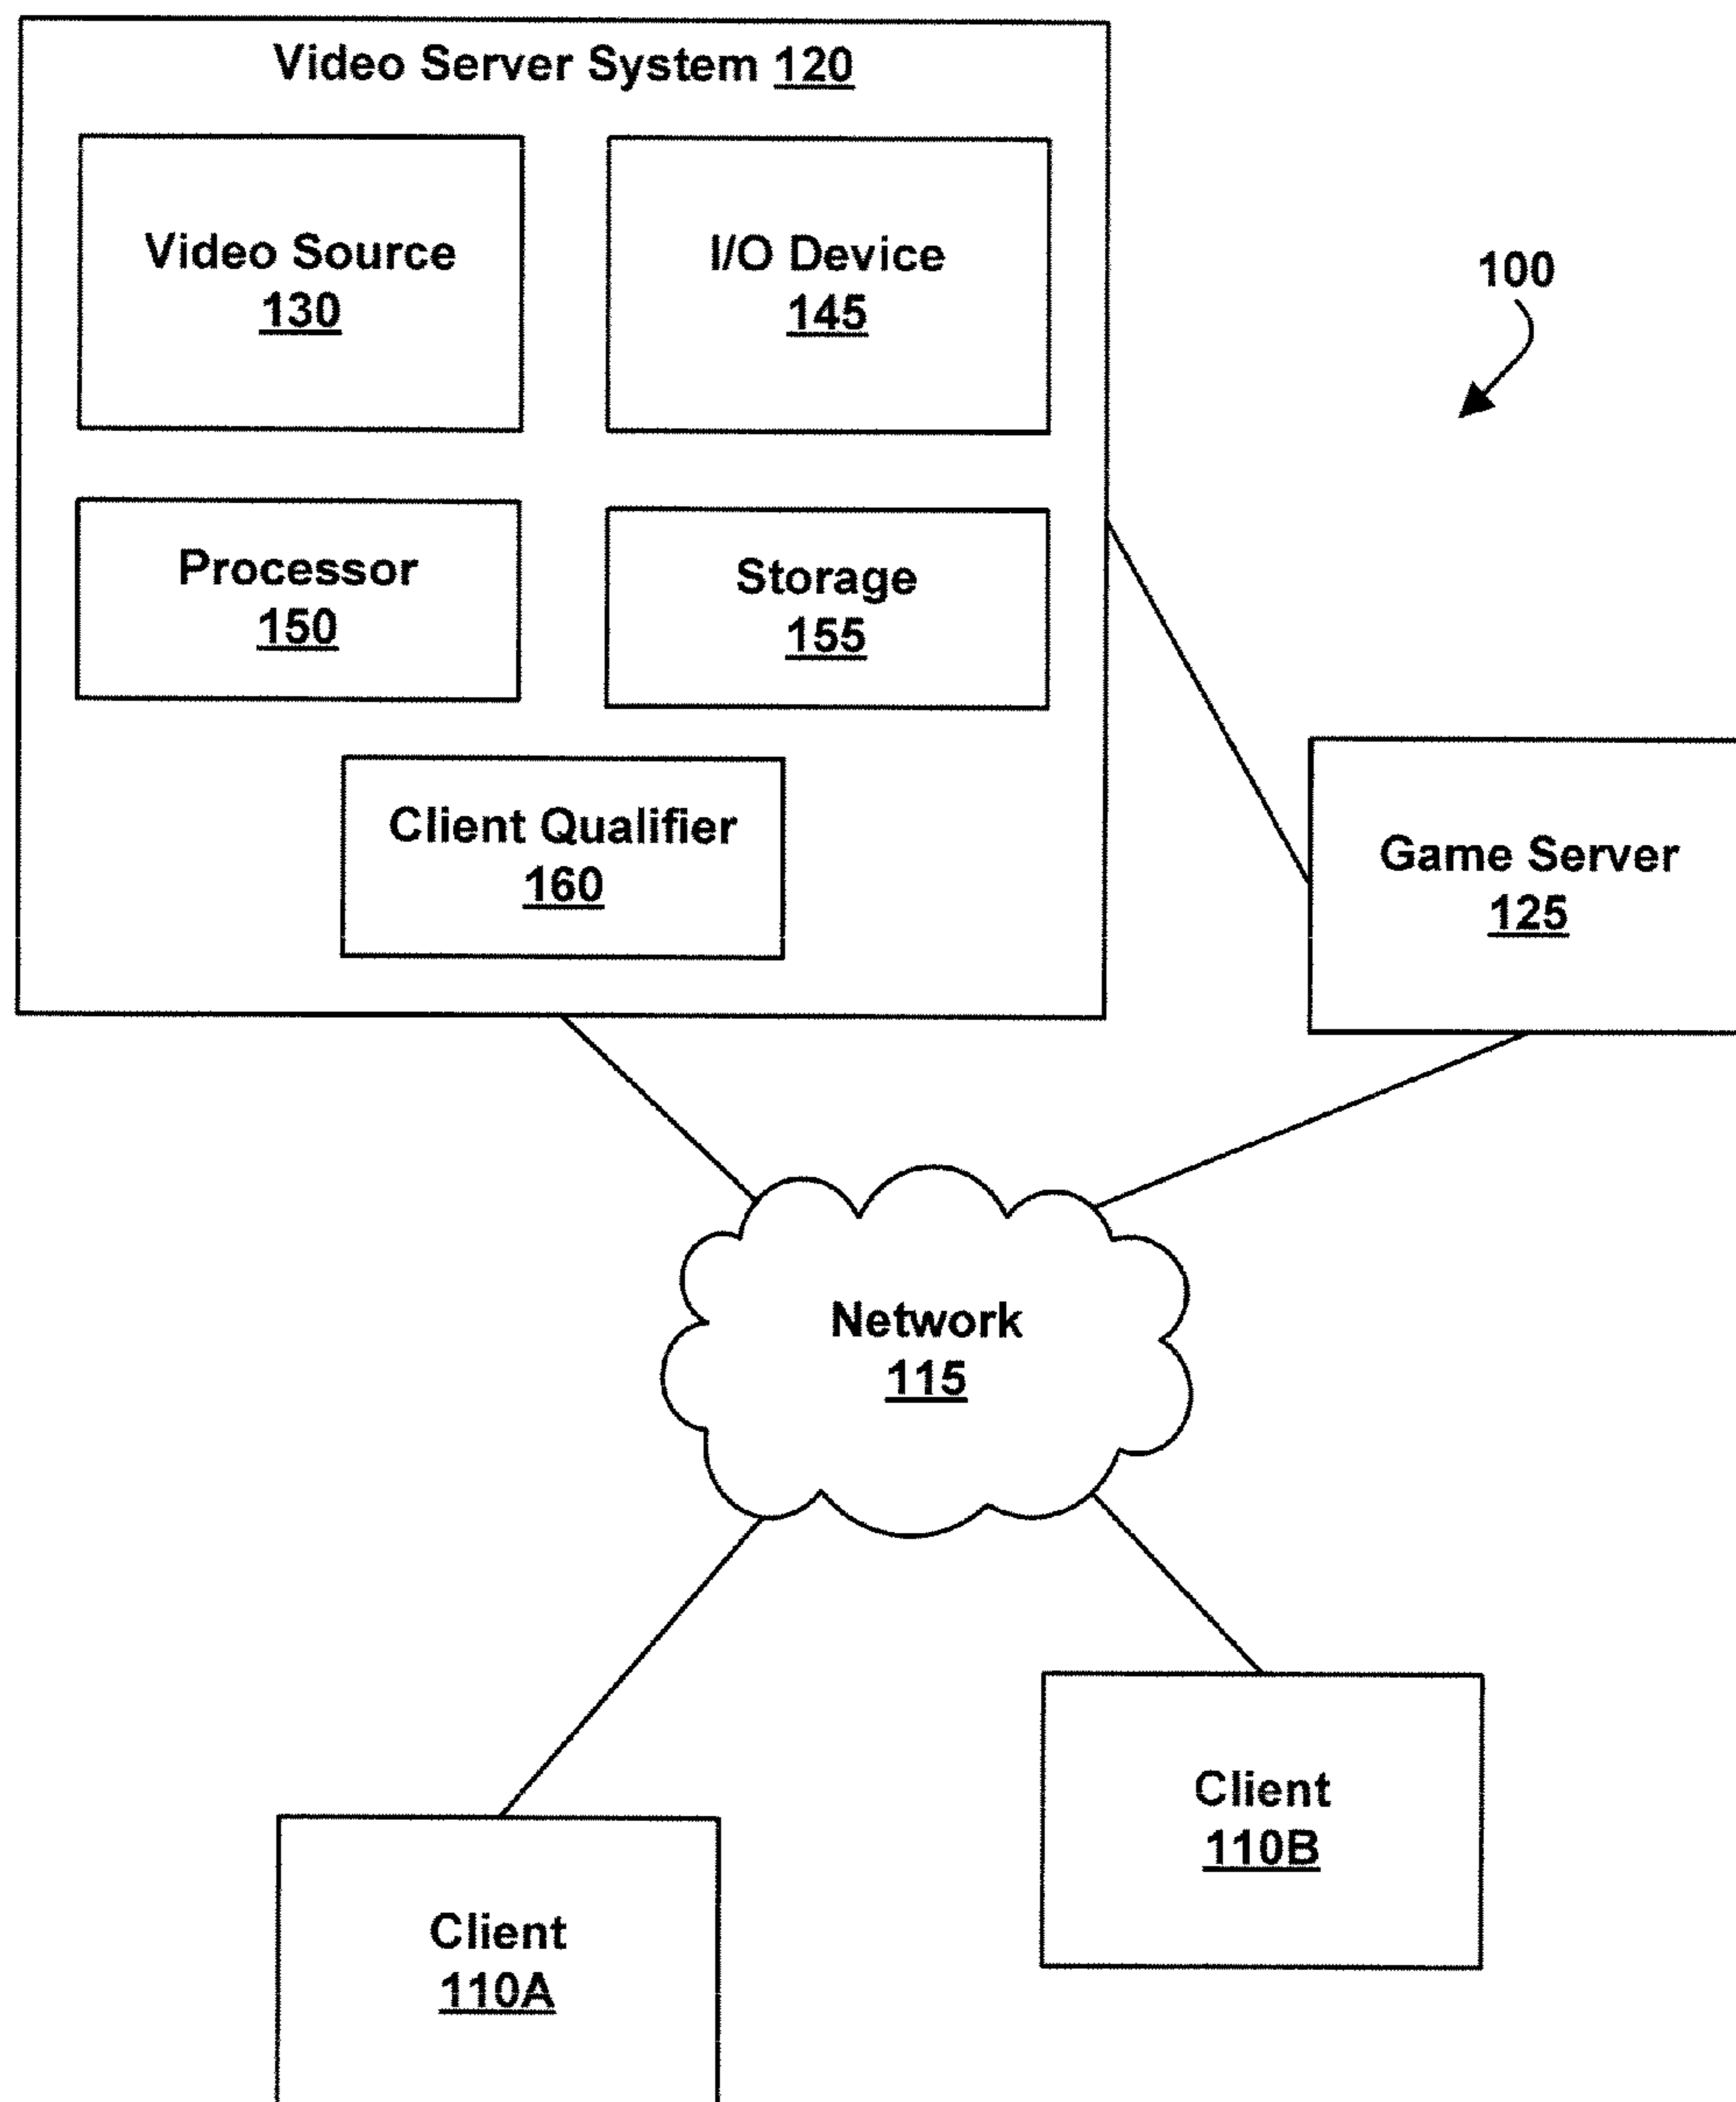 Video Server System 120
Video Source
130
I/O Device
145
100
Processor
150
Storage
155
Client Qualifier
160
Game Server
125
Network
115
Client
110B
Client
110A